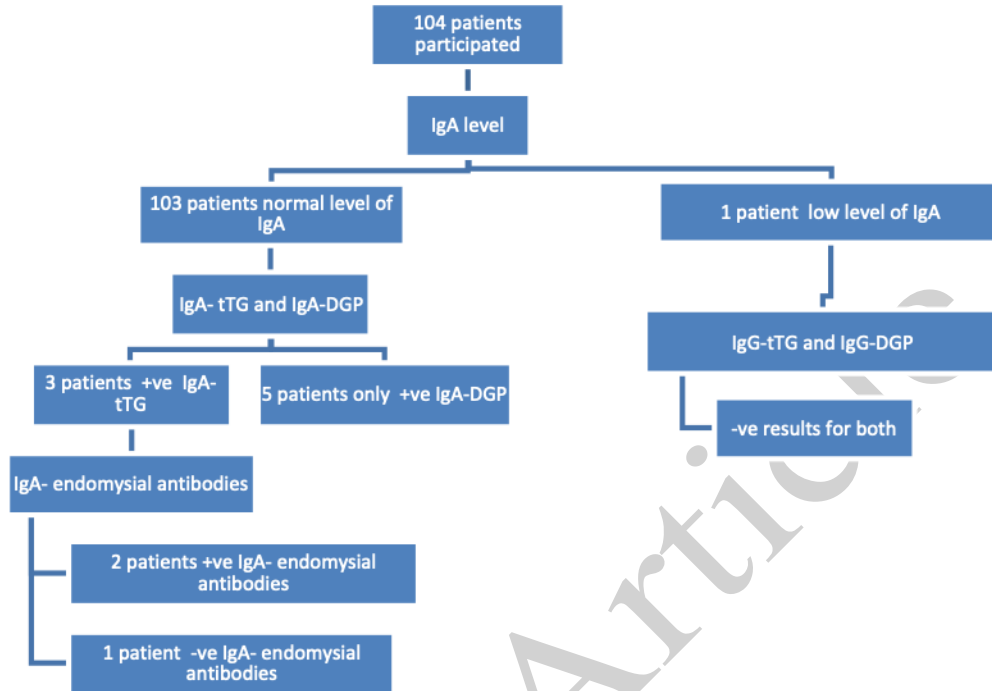 104 patients
participated
IgA level
103 patients normal level of
IgA
1 patient low level of IgA
IgA- tTG and IgA-DGP
IgG-tTG and IgG-DGP
3 patients +ve IgA-
tTG
5 patients only +ve IgA-DGP
-ve results for both
IgA- endomysial antibodies
2 patients +ve IgA- endomysial
antibodies
1 patient -ve IgA- endomysial
antibodies
Article